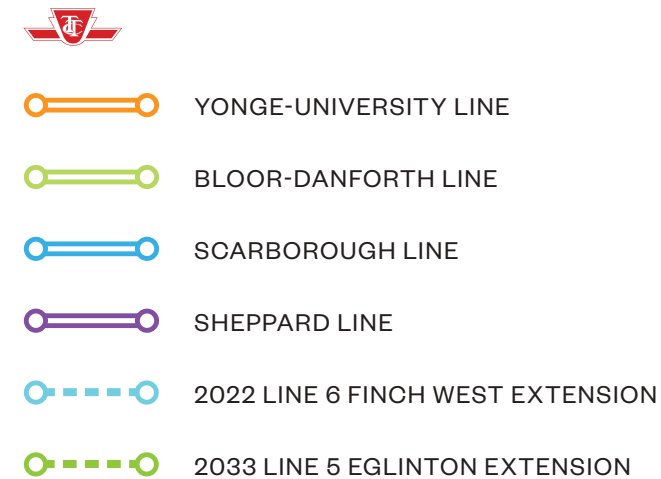 TTC
YONGE-UNIVERSITY LINE
BLOOR-DANFORTH LINE
SCARBOROUGH LINE
SHEPPARD LINE
2022 LINE 6 FINCH WEST EXTENSION
2033 LINE 5 EGLINTON EXTENSION